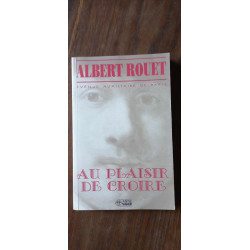 ALBERT ROUET
AU PLAISIR
DE CROIRE